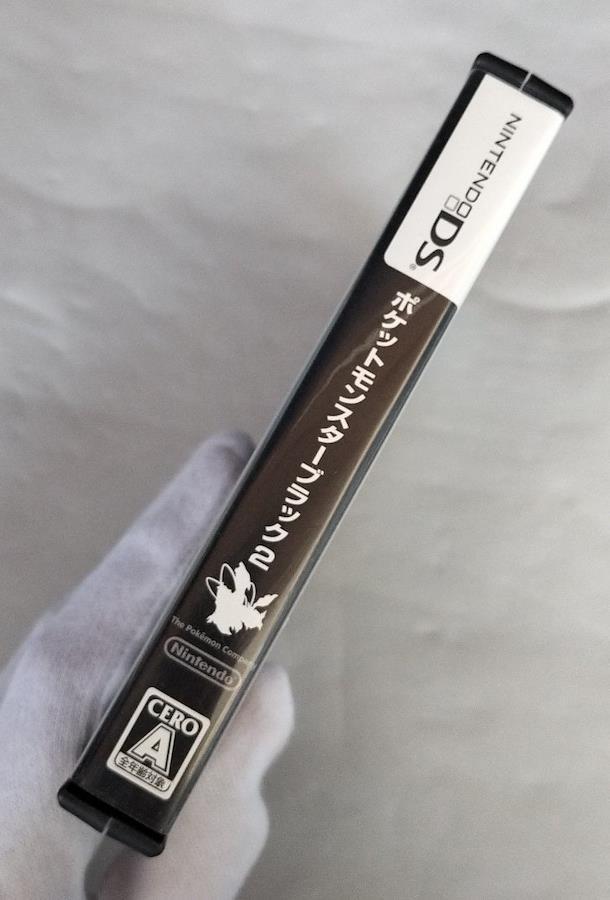 NINTENDO DS®
ポケットモンスターブラック2
The Pokémon Company
Nintendo
CERO
A
全年齢対象